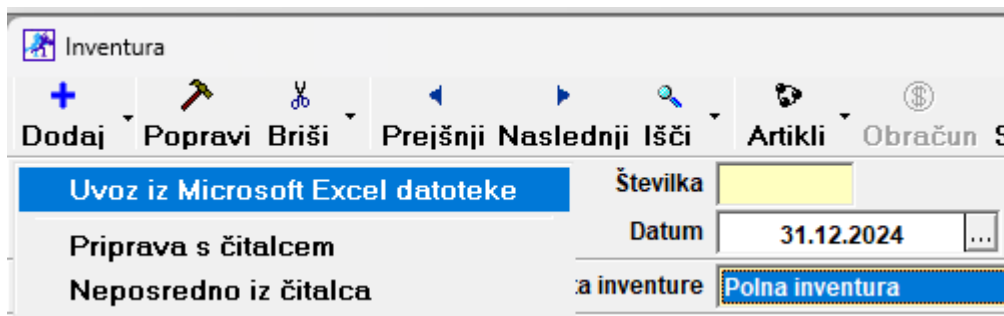 Inventura
Dodaj Popravi Briši Prejšnji Naslednji Išči Artikli Obračun
Uvoz iz Microsoft Excel datoteke
Številka
Priprava s čitalcem
Datum 31.12.2024 ...
Neposredno iz čitalca
inventure Polna inventura